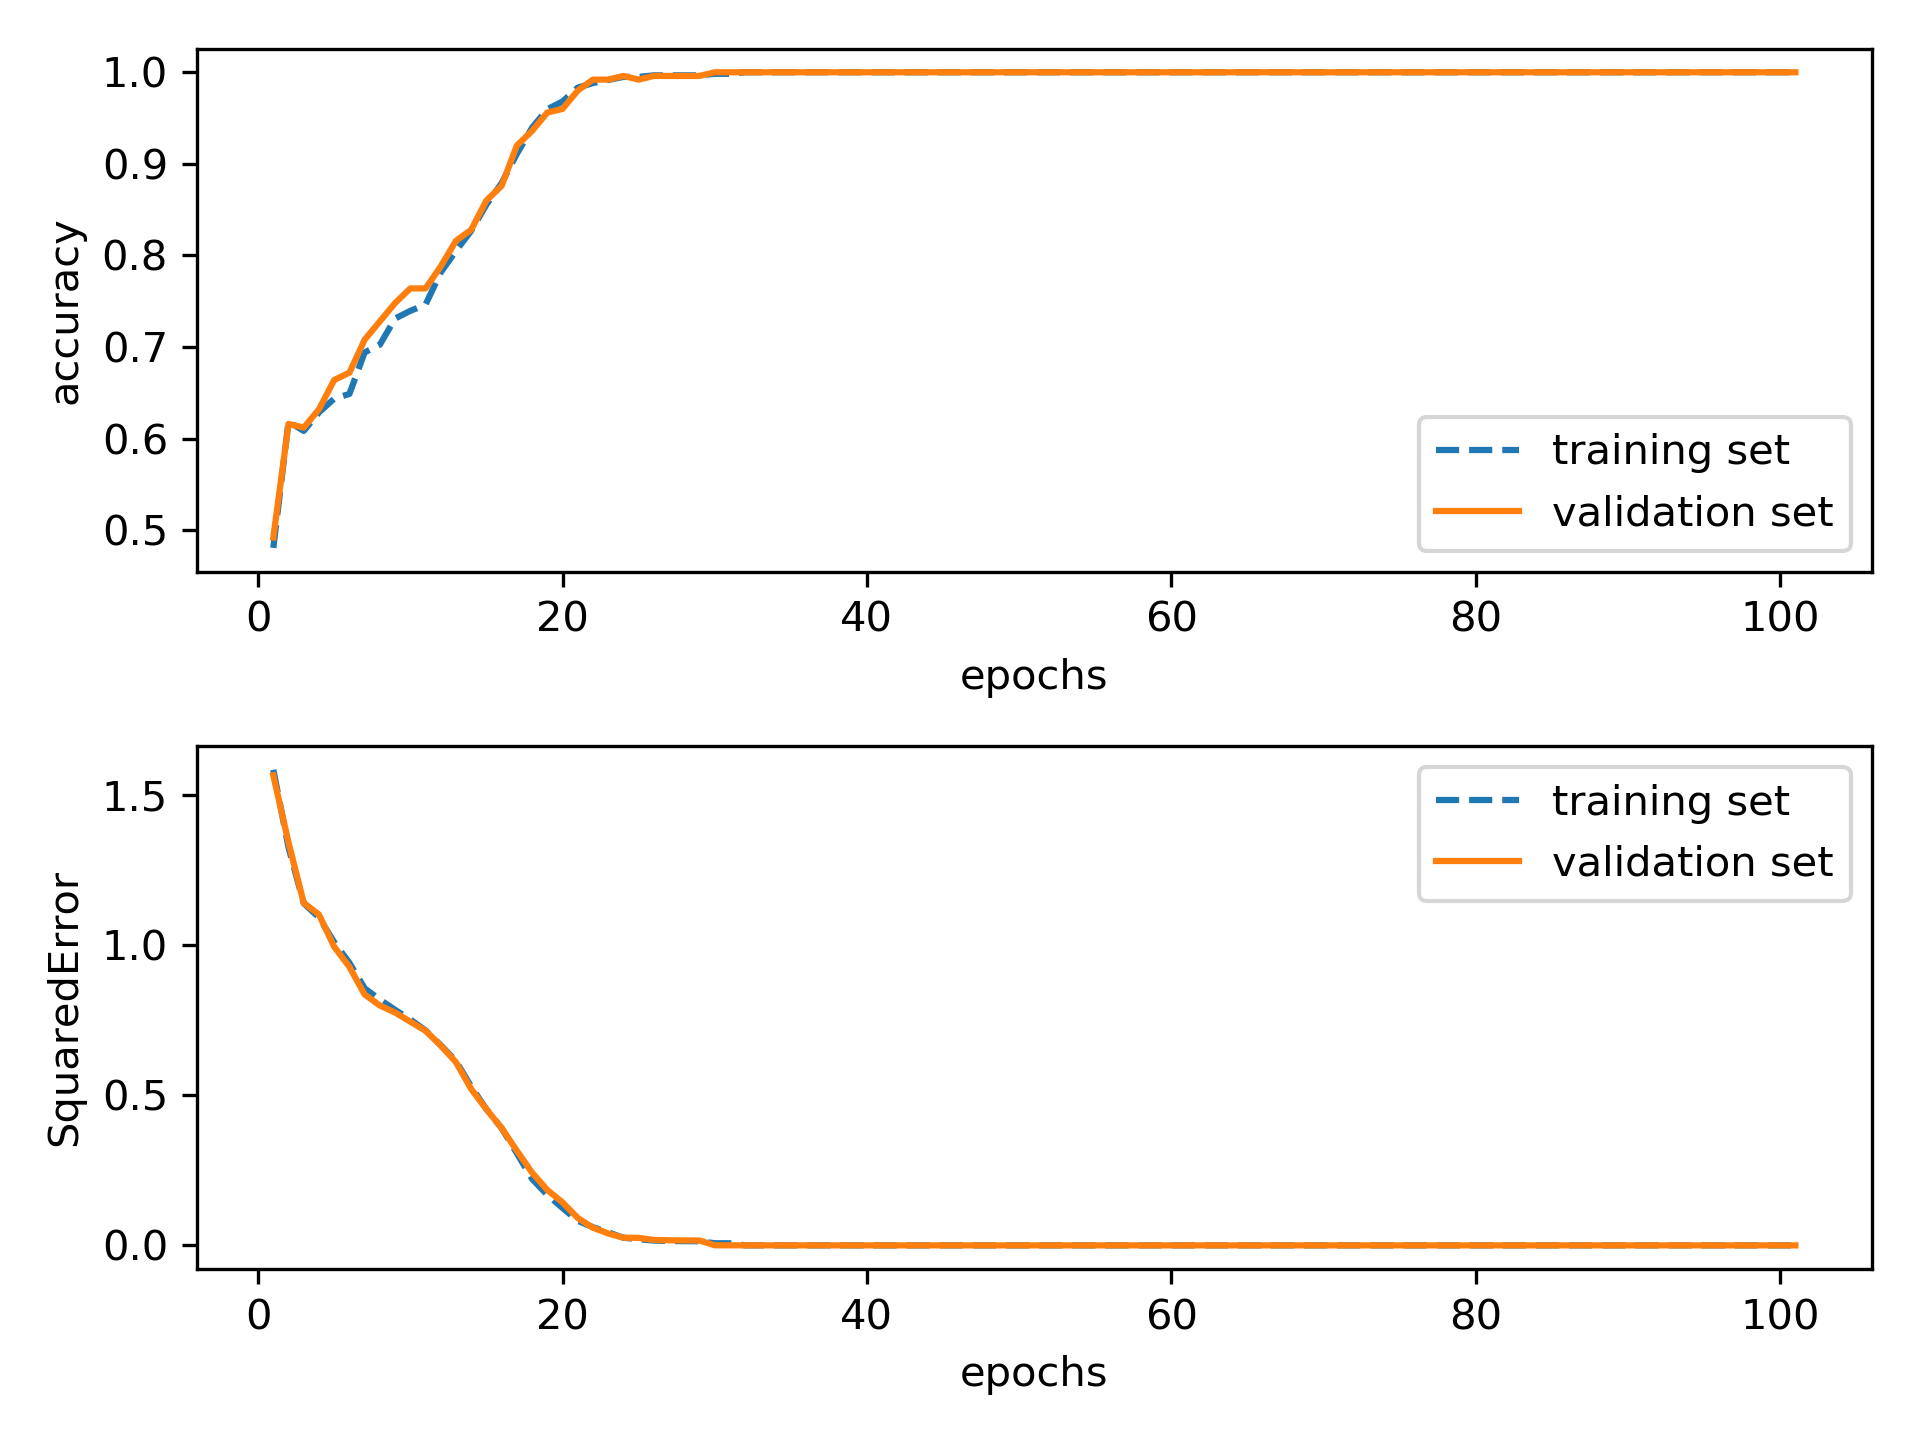 1.0
0.9
0.8
0.7
0.6
0.5
accuracy
training set
validation set
0 20 40 60 80 100
epochs
1.5
1.0
0.5
0.0
SquaredError
training set
validation set
0 20 40 60 80 100
epochs